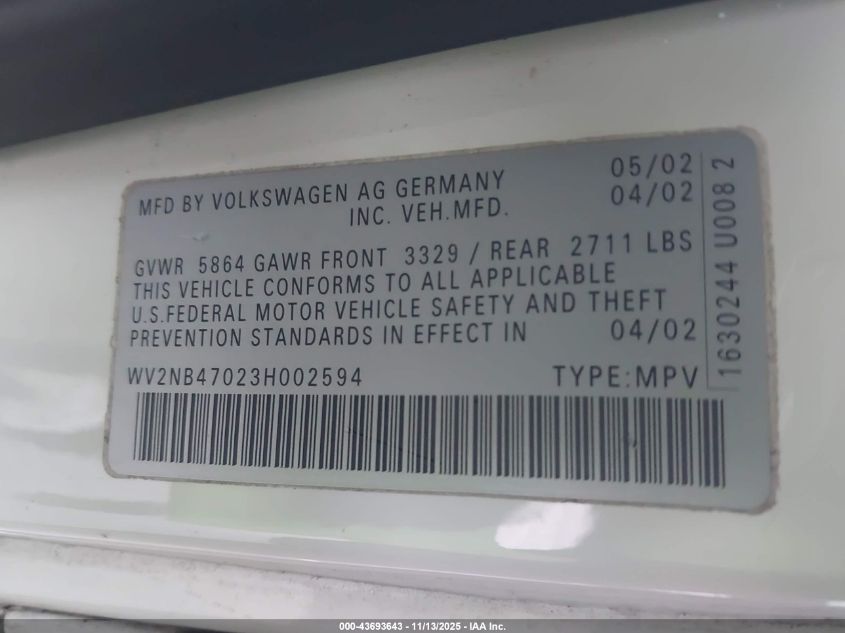 MFD BY VOLKSWAGEN AG GERMANY 05/02
INC. VEH.MFD. 04/02
GVWR 5864 GAWR FRONT 3329 / REAR 2711 LBS
THIS VEHICLE CONFORMS TO ALL APPLICABLE
U.S.FEDERAL MOTOR VEHICLE SAFETY AND THEFT
PREVENTION STANDARDS IN EFFECT IN 04/02
WV2NB47023H002594 TYPE:MPV
1630244 U008 2
000-43693643 - 11/13/2025 - IAA Inc.